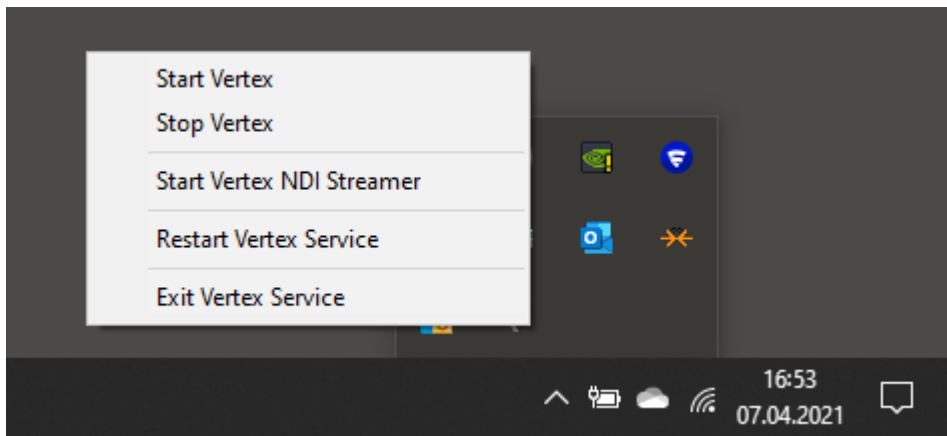 Start Vertex
Stop Vertex
Start Vertex NDI Streamer
Restart Vertex Service
Exit Vertex Service
16:53
07.04.2021